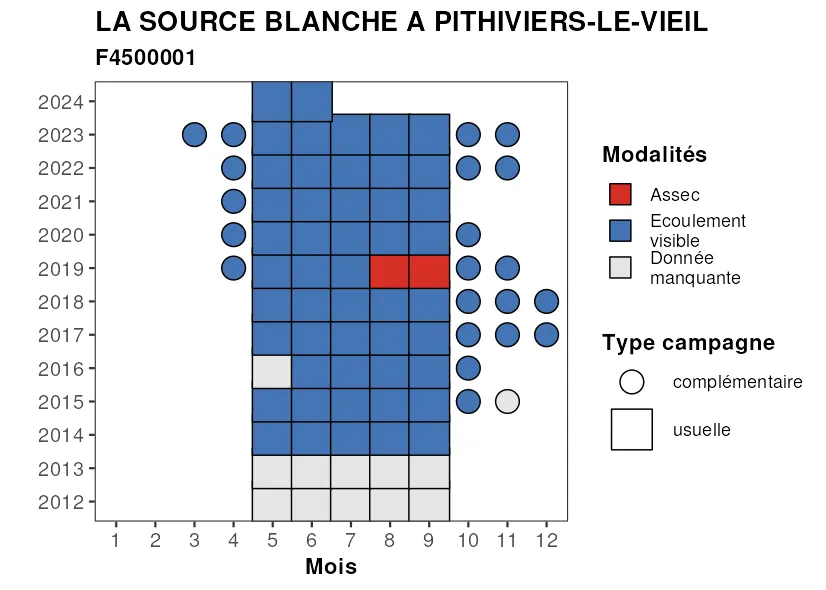 LA SOURCE BLANCHE A PITHIVIERS-LE-VIEIL
F4500001
2024
2023
2022
2021
2020
2019
2018
2017
2016
2015
2014
2013
2012
1 2 3 4 5 6 7 8 9 10 11 12
Mois
Modalités
Assec
Ecoulement
visible
Donnée
manquante
Type campagne
complémentaire
usuelle